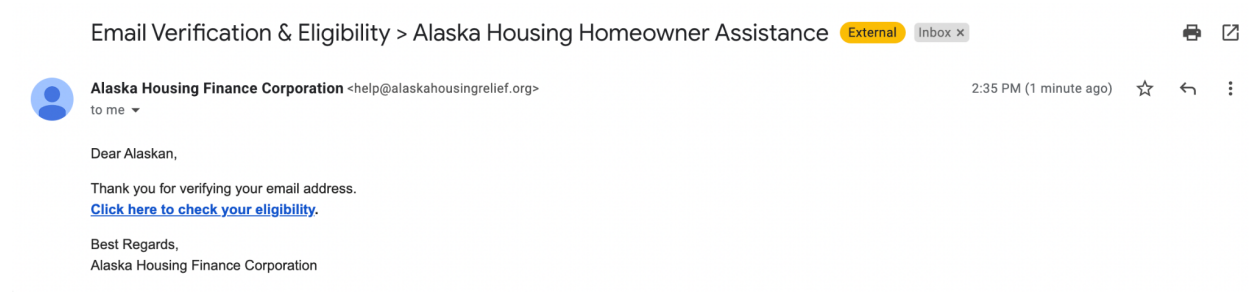 Email Verification & Eligibility > Alaska Housing Homeowner Assistance External Inbox ×
Alaska Housing Finance Corporation <help@alaskahousingrelief.org> 2:35 PM (1 minute ago)
to me
Dear Alaskan,
Thank you for verifying your email address.
Click here to check your eligibility.
Best Regards,
Alaska Housing Finance Corporation